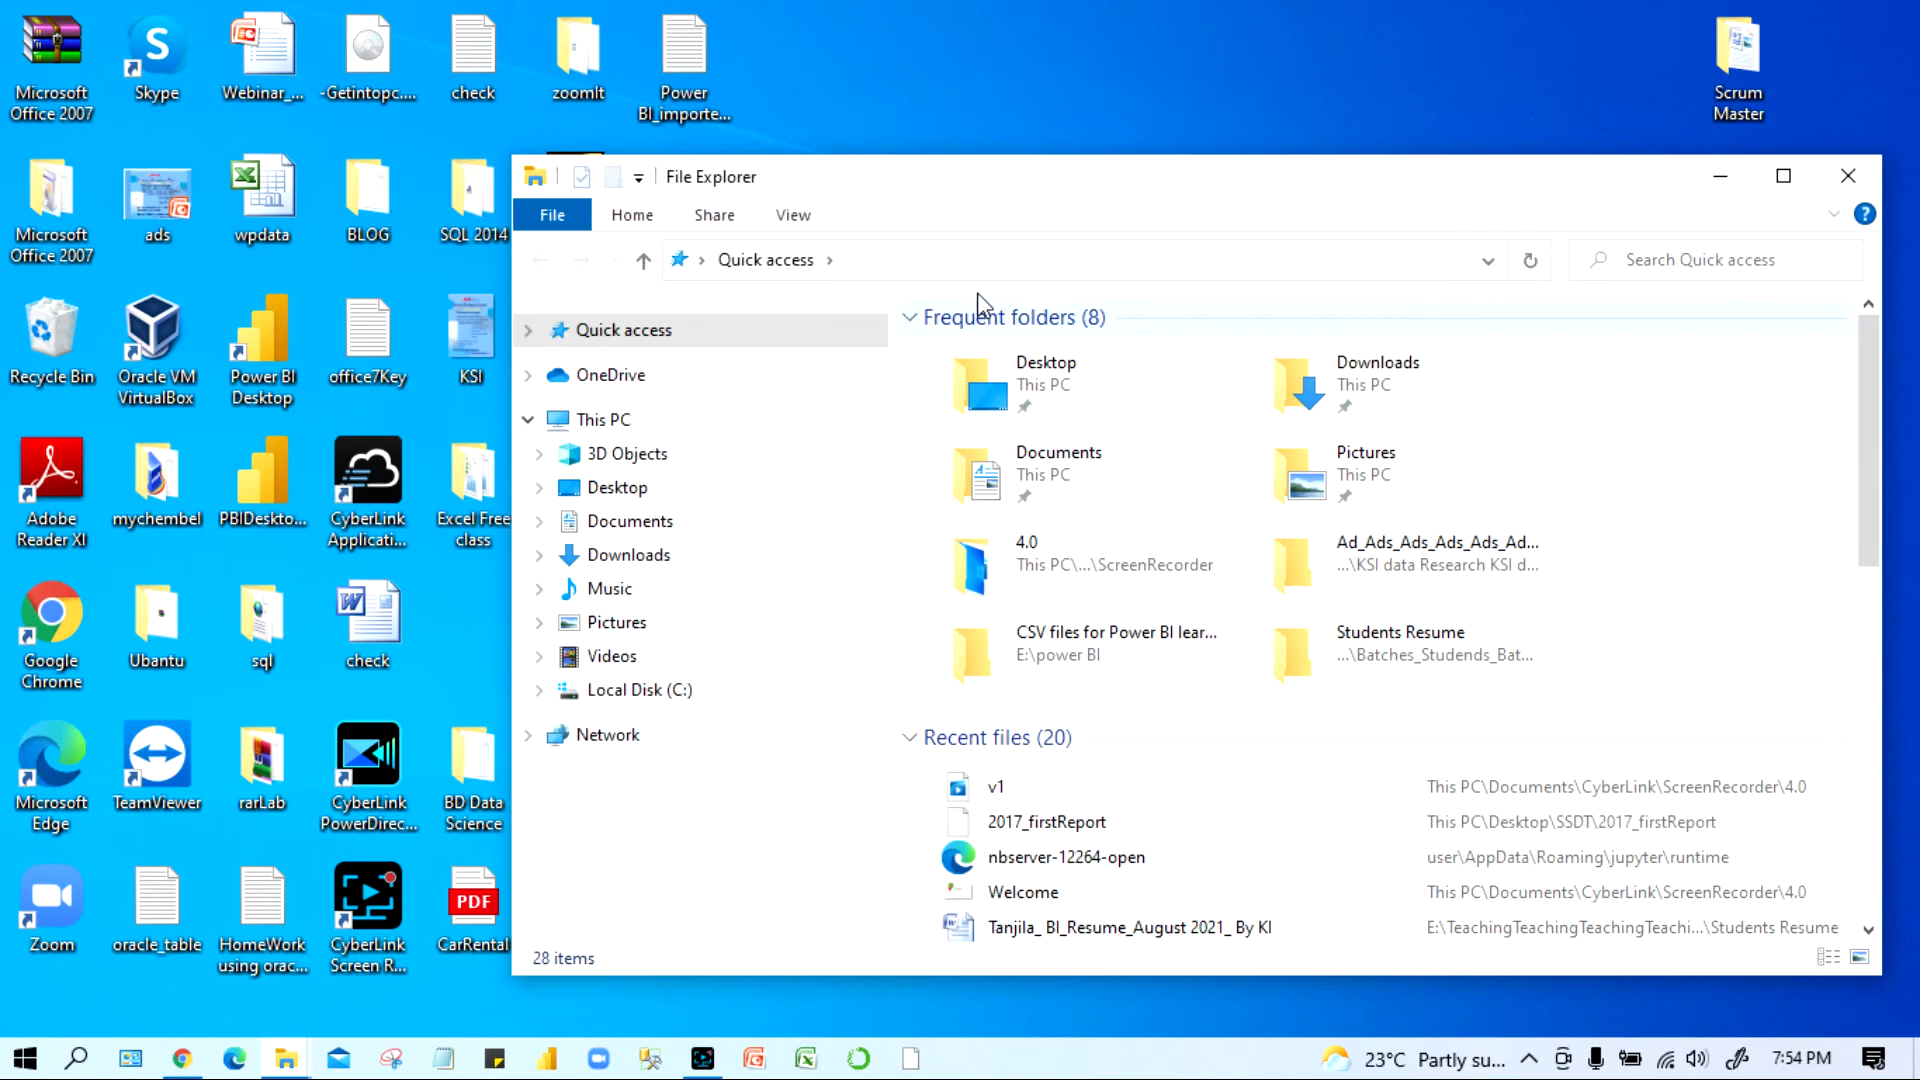 Microsoft
Office 2007
Skype
Webinar_...
-Getintopc....
check
zoomIt
Power
BI_importe...
Scrum
Master
Microsoft
Office 2007
ads
wpdata
BLOG
SQL 2014
Recycle Bin
Oracle VM
VirtualBox
Power BI
Desktop
office7Key
KSI
Adobe
Reader XI
mychembel
PBIDeskto...
CyberLink
Applicati...
Excel Free
class
Google
Chrome
Ubantu
sql
check
Microsoft
Edge
TeamViewer
rarLab
CyberLink
PowerDirec...
BD Data
Science
Zoom
oracle_table
HomeWork
using orac...
CyberLink
Screen R...
PDF
CarRental
File Explorer
File
Home
Share
View
Quick access
Search Quick access
Quick access
OneDrive
This PC
3D Objects
Desktop
Documents
Downloads
Music
Pictures
Videos
Local Disk (C:)
Network
Frequent folders (8)
Desktop
This PC
Downloads
This PC
Documents
This PC
Pictures
This PC
4.0
This PC\...\ScreenRecorder
Ad_Ads_Ads_Ads_Ads_Ad...
...\KSI data Research KSI d...
CSV files for Power BI lear...
E:\power BI
Students Resume
...\Batches_Studends_Bat...
Recent files (20)
v1
This PC\Documents\CyberLink\ScreenRecorder\4.0
2017_firstReport
This PC\Desktop\SSDT\2017_firstReport
nbserver-12264-open
user\AppData\Roaming\jupyter\runtime
Welcome
This PC\Documents\CyberLink\ScreenRecorder\4.0
Tanjila_ BI_Resume_August 2021_ By KI
E:\TeachingTeachingTeachingTeachi...\Students Resume
28 items
23°C Partly su...
7:54 PM